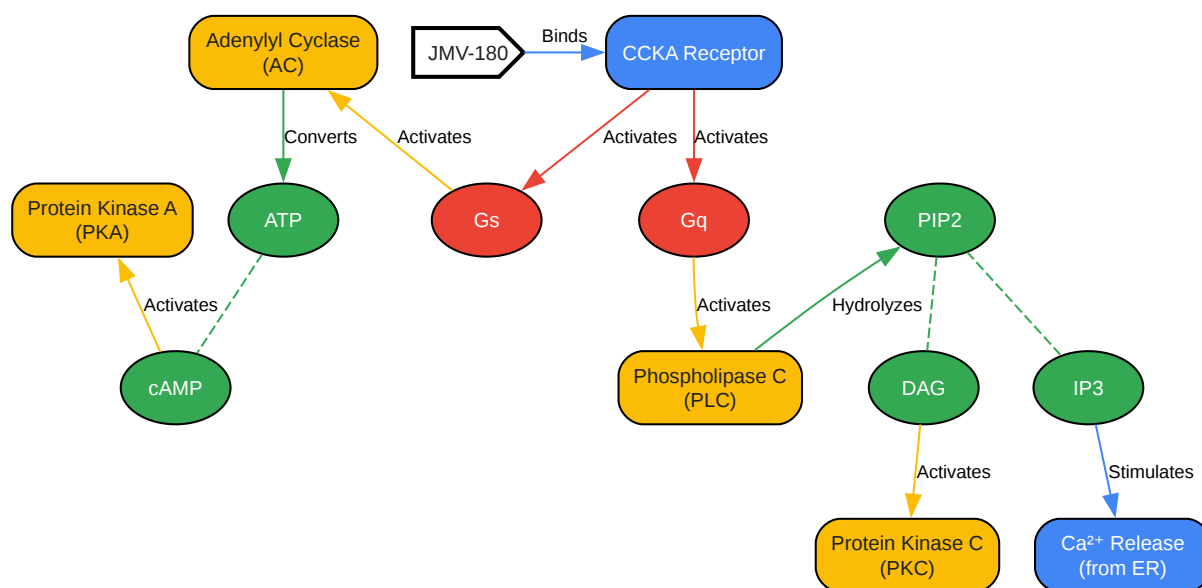 Adenylyl Cyclase
(AC)
JMV-180
Binds
CCKA Receptor
Converts
Activates
Activates
Activates
Protein Kinase A
(PKA)
ATP
Gs
Gq
PIP2
Activates
Activates
Hydrolyzes
cAMP
Phospholipase C
(PLC)
DAG
IP3
Activates
Stimulates
Protein Kinase C
(PKC)
Ca²⁺ Release
(from ER)